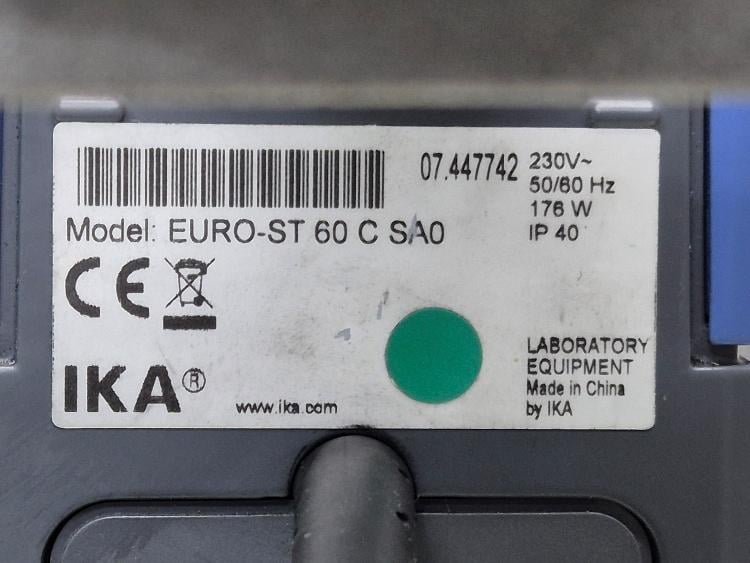 07.447742
230V~
50/60 Hz
176 W
IP 40
Model: EURO-ST 60 C SA0
CE
IKA®
www.ika.com
LABORATORY
EQUIPMENT
Made in China
by IKA